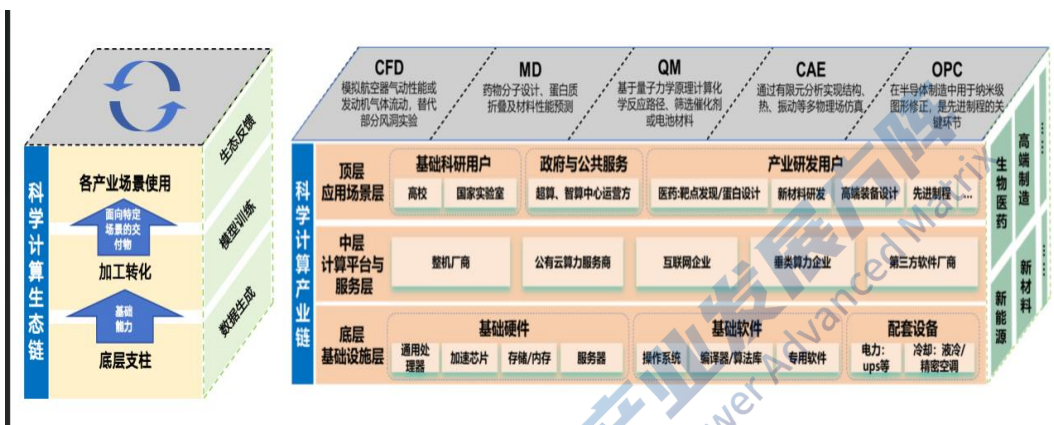 科学计算生态链
各产业场景使用
面向特定
场景的交
付物
加工转化
基础
能力
底层支柱
生态反馈
模型训练
数据生成
CFD
模拟航空器气动性能或
发动机气体流动，替代
部分风洞实验
MD
药物分子设计、蛋白质
折叠及材料性能预测
QM
基于量子力学原理计算化
学反应路径、筛选催化剂
或电池材料
CAE
通过有限元分析实现结构、
热、振动等多物理场仿真
OPC
在半导体制造中用于纳米级
图形修正，是先进制程的关
键环节
科学计算产业链
顶层
应用场景层
基础科研用户
高校
国家实验室
政府与公共服务
超算、智算中心运营方
产业研发用户
医药:靶点发现/蛋白设计
新材料研发
高端装备设计
先进制程
...
中层
计算平台与
服务层
整机厂商
公有云算力服务商
互联网企业
垂类算力企业
第三方软件厂商
底层
基础设施层
基础硬件
通用处
理器
加速芯片
存储/内存
服务器
基础软件
操作系统
编译器/算法库
专用软件
配套设备
电力：
ups等
冷却：液冷/
精密空调
生物医药
高端制造
……
新能源
新材料
……
产业发展方阵
wer Advanced Matrix